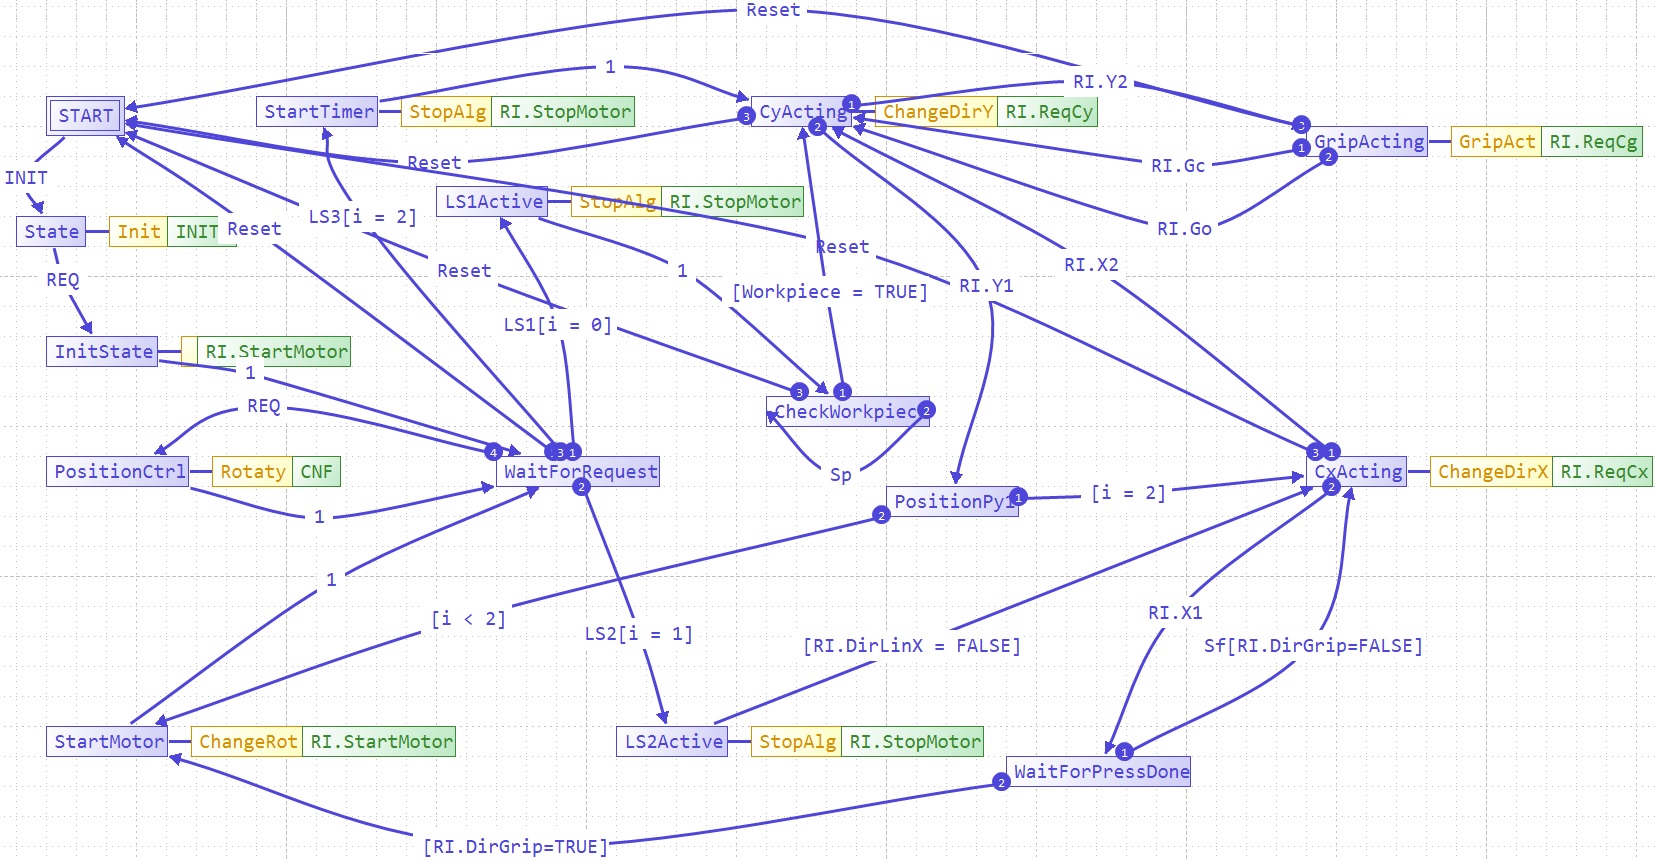 Reset
1
RI.Y2
START
StartTimer
StopAlg
RI.StopMotor
3
CyActing
1
2
ChangeDirY
RI.ReqCy
3
1
GripActing
2
GripAct
RI.ReqCg
Reset
RI.Gc
INIT
LS1Active
StopAlg
RI.StopMotor
State
Init
INIT
Reset
LS3[i = 2]
Reset
RI.Go
REQ
Reset
1
[Workpiece = TRUE]
RI.Y1
RI.X2
LS1[i = 0]
InitState
RI.StartMotor
1
REQ
3
1
CheckWorkpiec
2
4
3
1
WaitForRequest
2
PositionCtrl
Rotaty
CNF
Sp
3
1
CxActing
2
ChangeDirX
RI.ReqCx
1
PositionPy1
1
2
[i = 2]
1
[i < 2]
LS2[i = 1]
[RI.DirLinX = FALSE]
RI.X1
Sf[RI.DirGrip=FALSE]
StartMotor
ChangeRot
RI.StartMotor
LS2Active
StopAlg
RI.StopMotor
1
WaitForPressDone
2
[RI.DirGrip=TRUE]